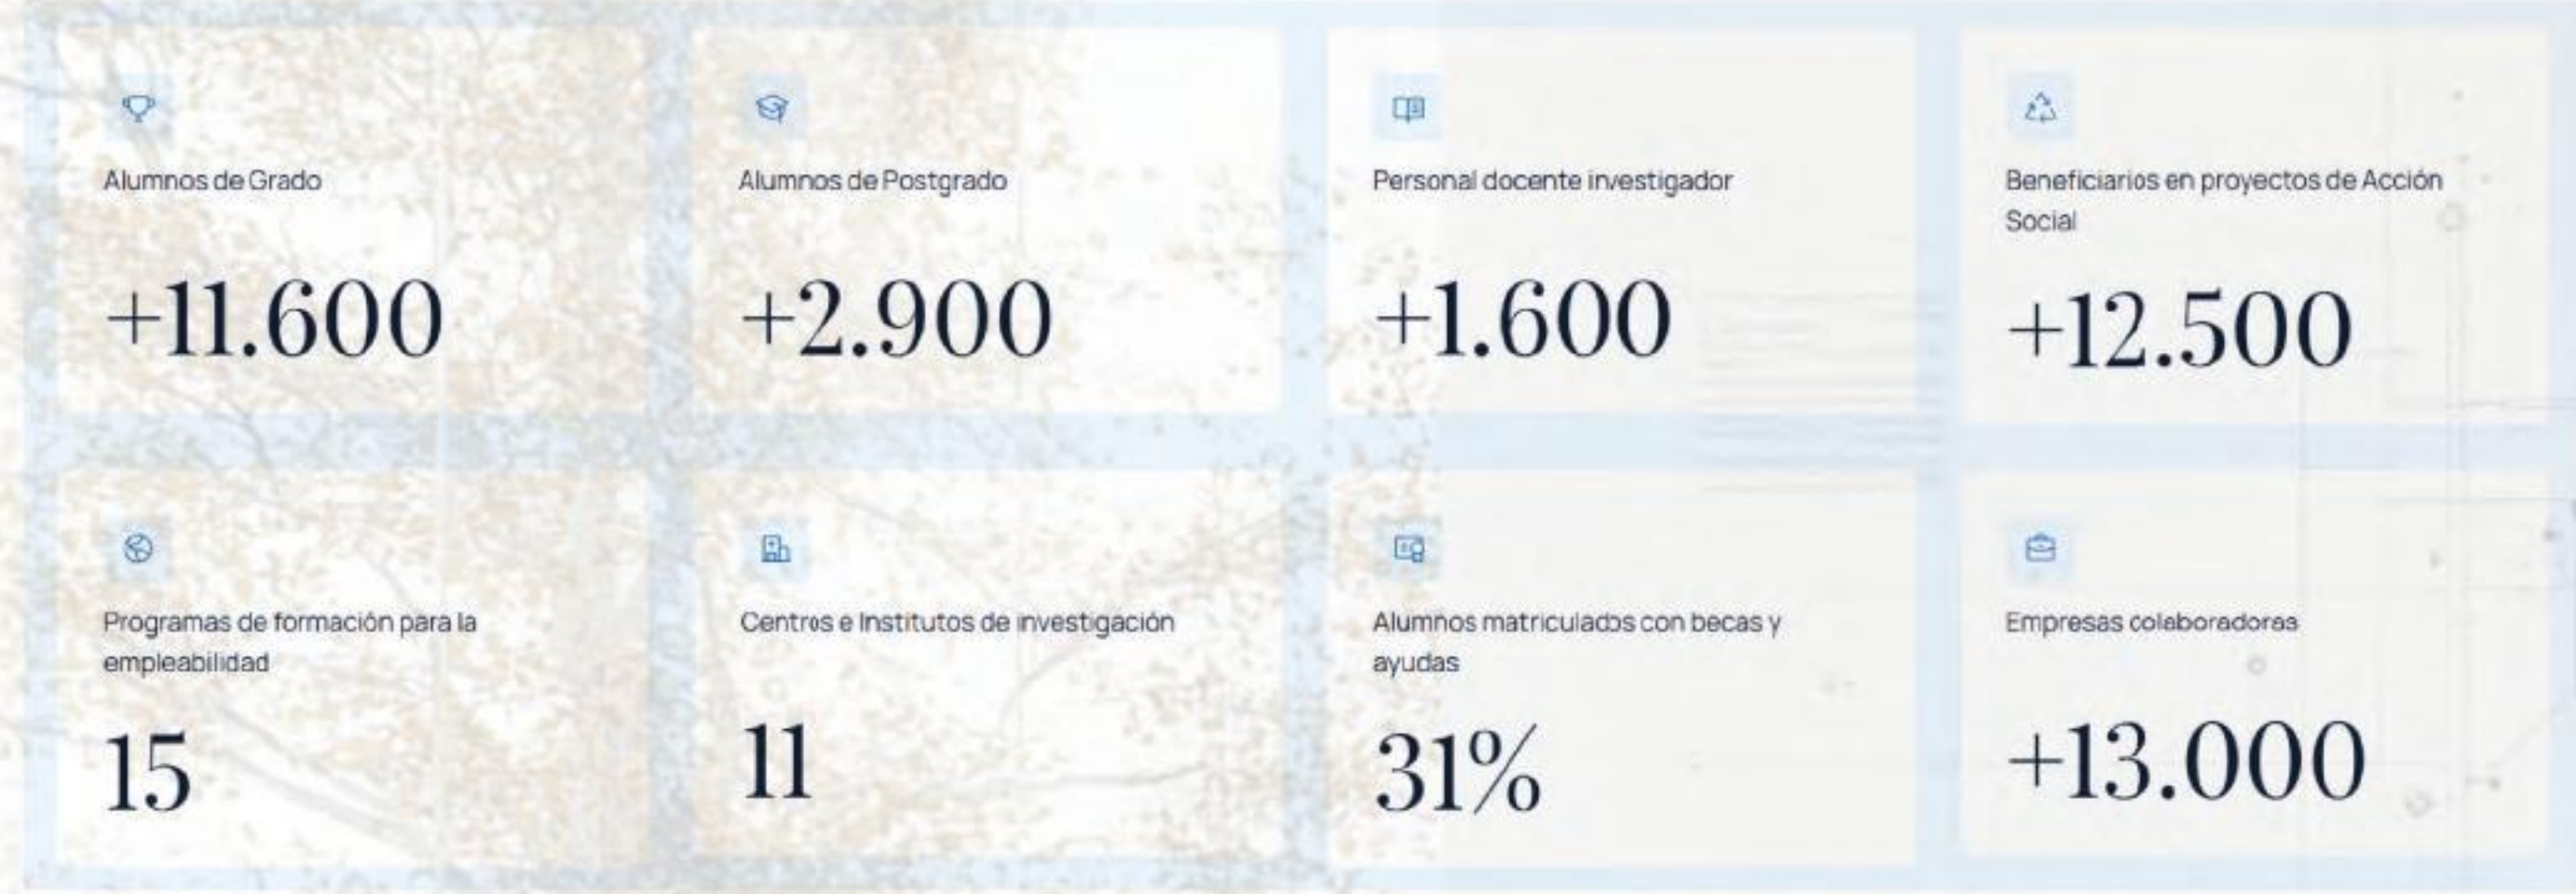 Alumnos de Grado
+11.600
Alumnos de Postgrado
+2.900
Personal docente investigador
+1.600
Beneficiarios en proyectos de Acción
Social
+12.500
Programas de formación para la
empleabilidad
15
Centros e Institutos de investigación
11
Alumnos matriculados con becas y
ayudas
31%
Empresas colaboradoras
+13.000